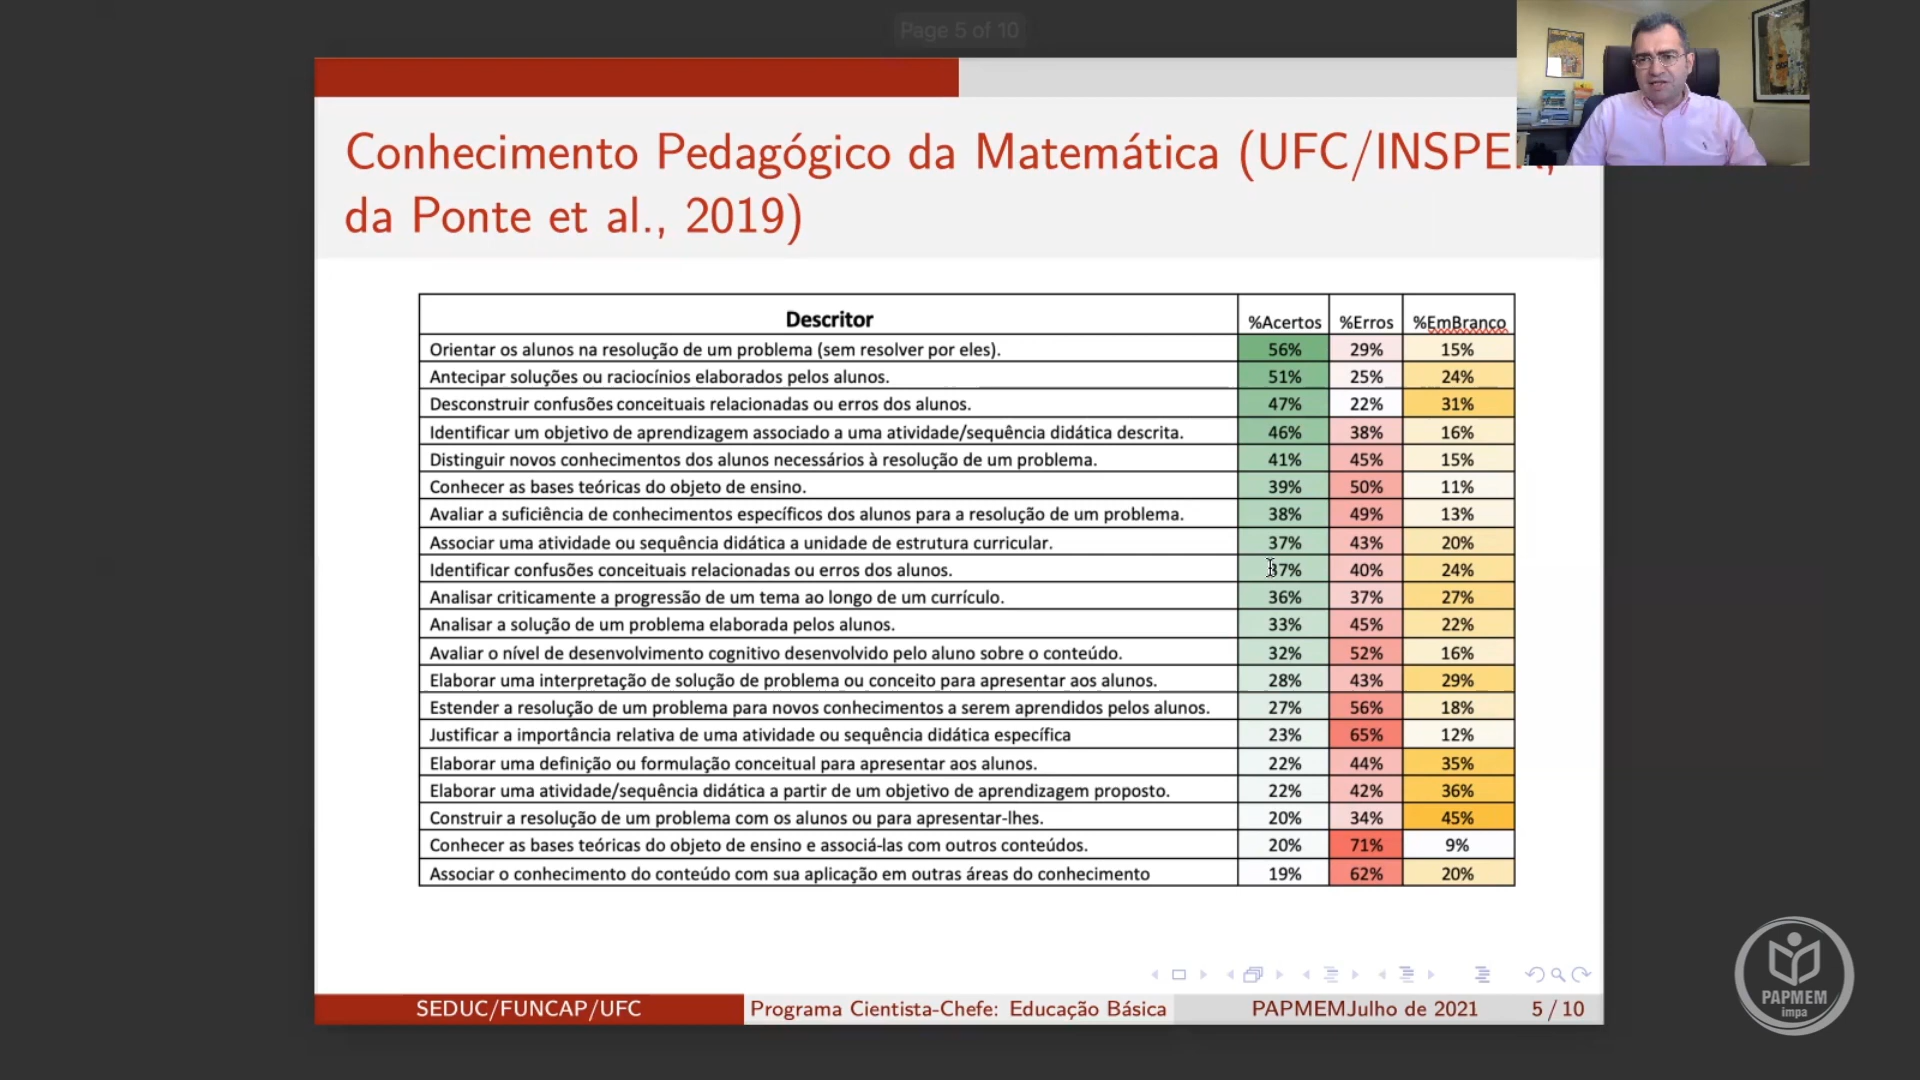 Page 5 of 10
Conhecimento Pedagógico da Matemática (UFC/INSPER,
da Ponte et al., 2019)
Descritor %Acertos %Erros %EmBranco
Orientar os alunos na resolução de um problema (sem resolver por eles). 56% 29% 15%
Antecipar soluções ou raciocínios elaborados pelos alunos. 51% 25% 24%
Desconstruir confusões conceituais relacionadas ou erros dos alunos. 47% 22% 31%
Identificar um objetivo de aprendizagem associado a uma atividade/sequência didática descrita. 46% 38% 16%
Distinguir novos conhecimentos dos alunos necessários à resolução de um problema. 41% 45% 15%
Conhecer as bases teóricas do objeto de ensino. 39% 50% 11%
Avaliar a suficiência de conhecimentos específicos dos alunos para a resolução de um problema. 38% 49% 13%
Associar uma atividade ou sequência didática a unidade de estrutura curricular. 37% 43% 20%
Identificar confusões conceituais relacionadas ou erros dos alunos. 37% 40% 24%
Analisar criticamente a progressão de um tema ao longo de um currículo. 36% 37% 27%
Analisar a solução de um problema elaborada pelos alunos. 33% 45% 22%
Avaliar o nível de desenvolvimento cognitivo desenvolvido pelo aluno sobre o conteúdo. 32% 52% 16%
Elaborar uma interpretação de solução de problema ou conceito para apresentar aos alunos. 28% 43% 29%
Estender a resolução de um problema para novos conhecimentos a serem aprendidos pelos alunos. 27% 56% 18%
Justificar a importância relativa de uma atividade ou sequência didática específica 23% 65% 12%
Elaborar uma definição ou formulação conceitual para apresentar aos alunos. 22% 44% 35%
Elaborar uma atividade/sequência didática a partir de um objetivo de aprendizagem proposto. 22% 42% 36%
Construir a resolução de um problema com os alunos ou para apresentar-lhes. 20% 34% 45%
Conhecer as bases teóricas do objeto de ensino e associá-las com outros conteúdos. 20% 71% 9%
Associar o conhecimento do conteúdo com sua aplicação em outras áreas do conhecimento 19% 62% 20%
SEDUC/FUNCAP/UFC Programa Cientista-Chefe: Educação Básica PAPMEMJulho de 2021 5 / 10
PAPMEM
impa